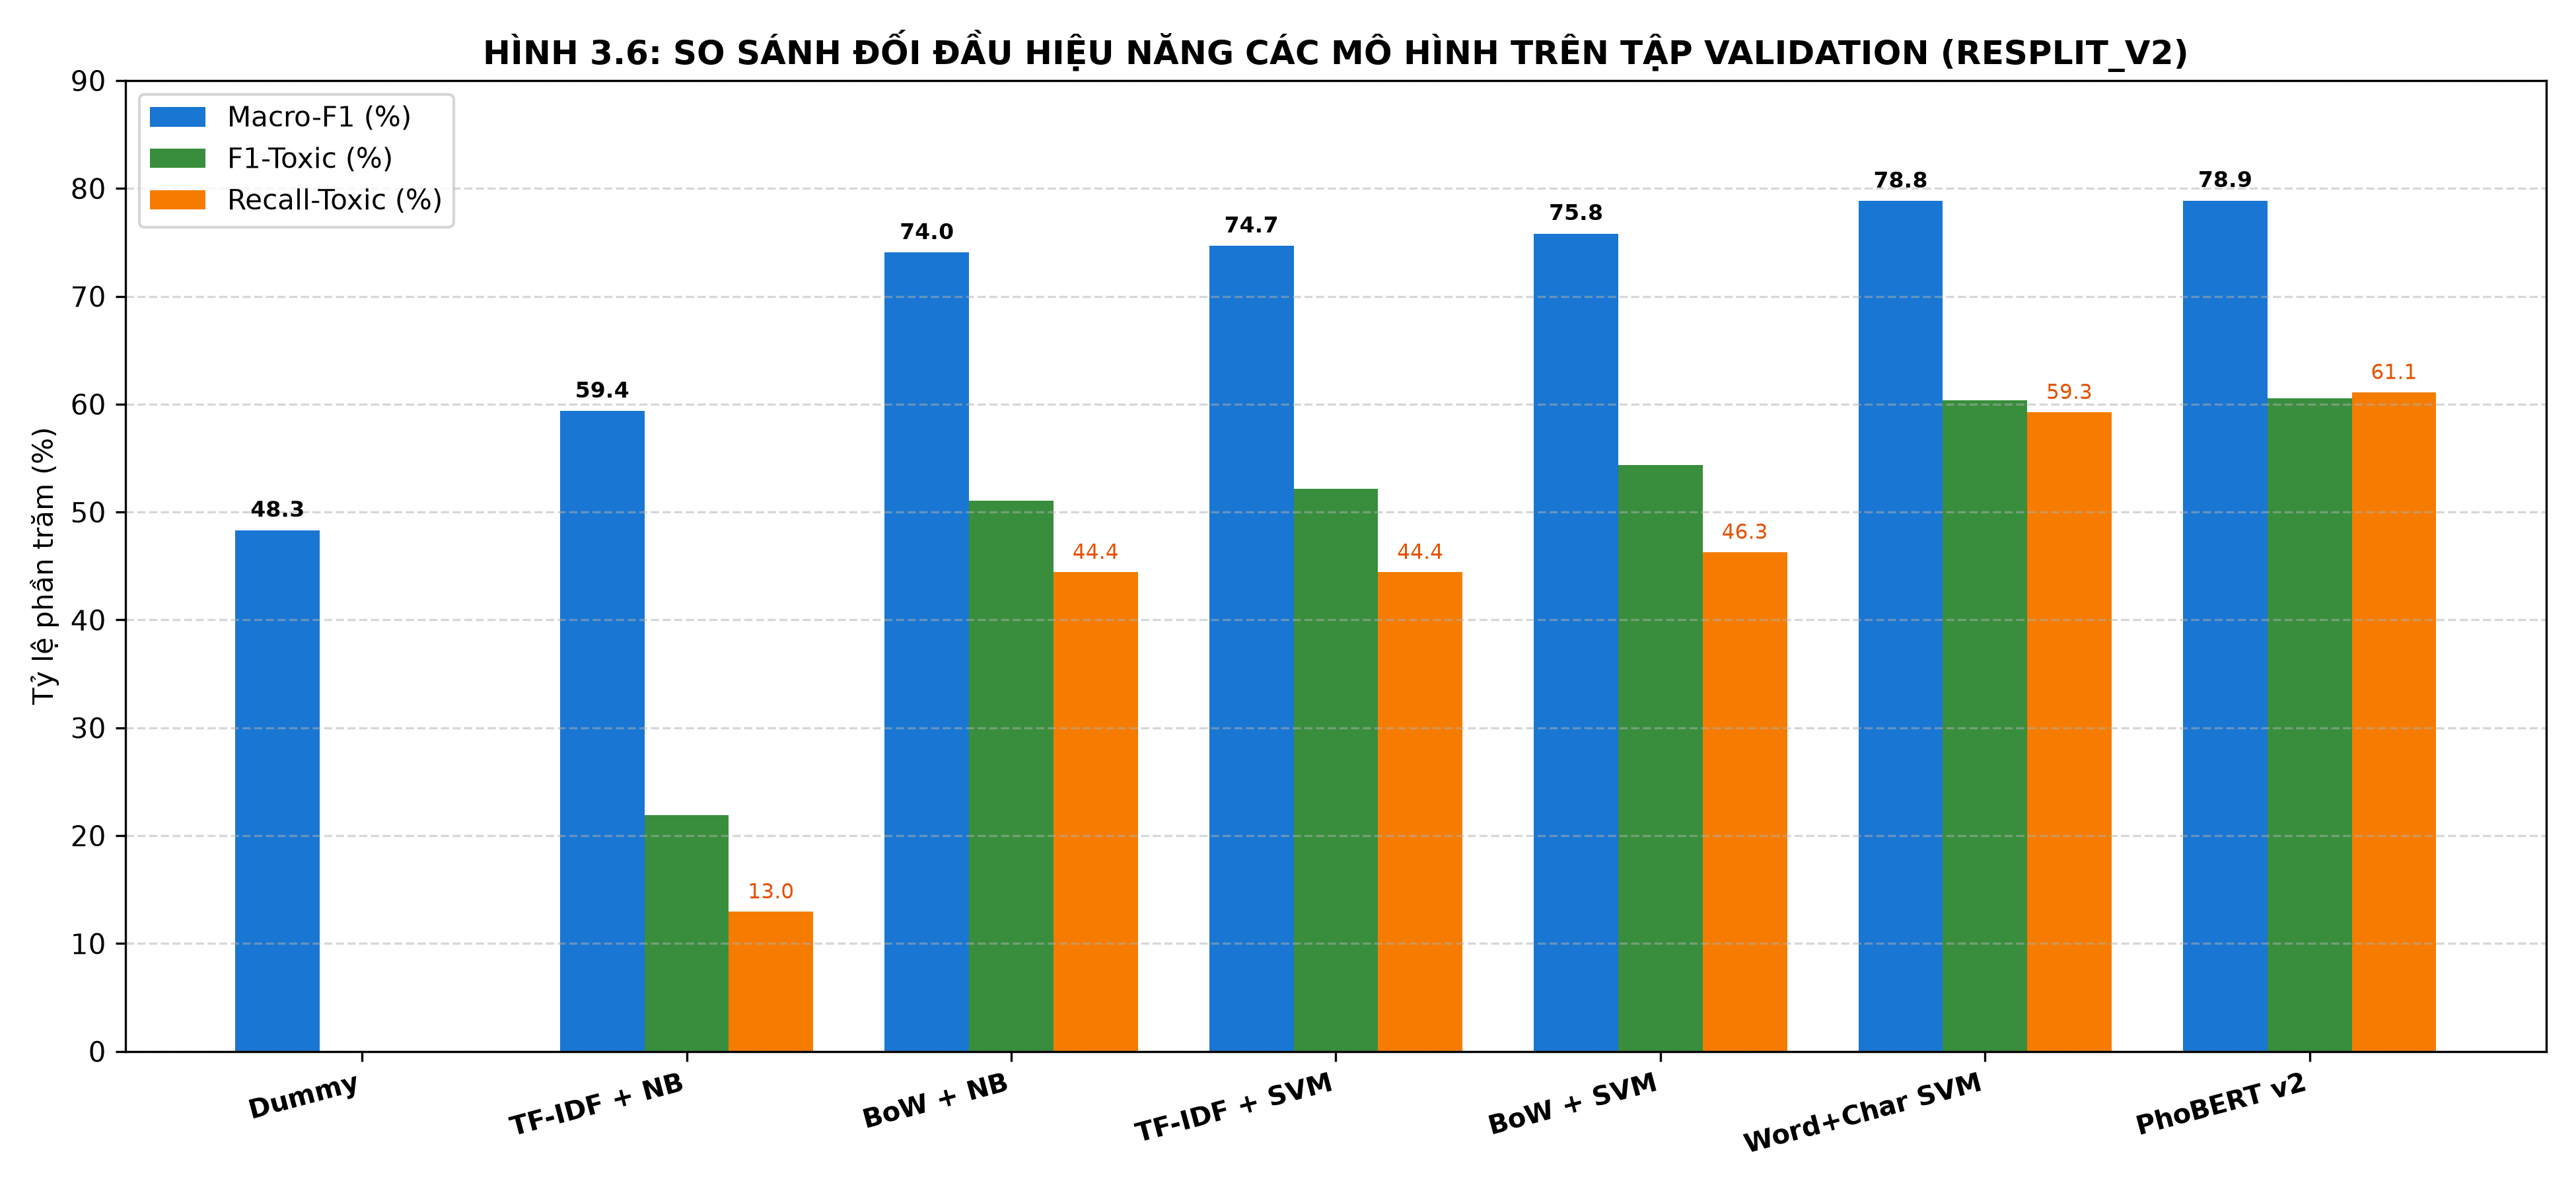 HÌNH 3.6: SO SÁNH ĐỐI ĐẦU HIỆU NĂNG CÁC MÔ HÌNH TRÊN TẬP VALIDATION (RESPLIT_V2)
Macro-F1 (%)
F1-Toxic (%)
Recall-Toxic (%)
Tỷ lệ phần trăm (%)
90
80
70
60
50
40
30
20
10
0
48.3
59.4
13.0
74.0
44.4
74.7
44.4
75.8
46.3
78.8
59.3
78.9
61.1
Dummy
TF-IDF + NB
BoW + NB
TF-IDF + SVM
BoW + SVM
Word+Char SVM
PhoBERT v2